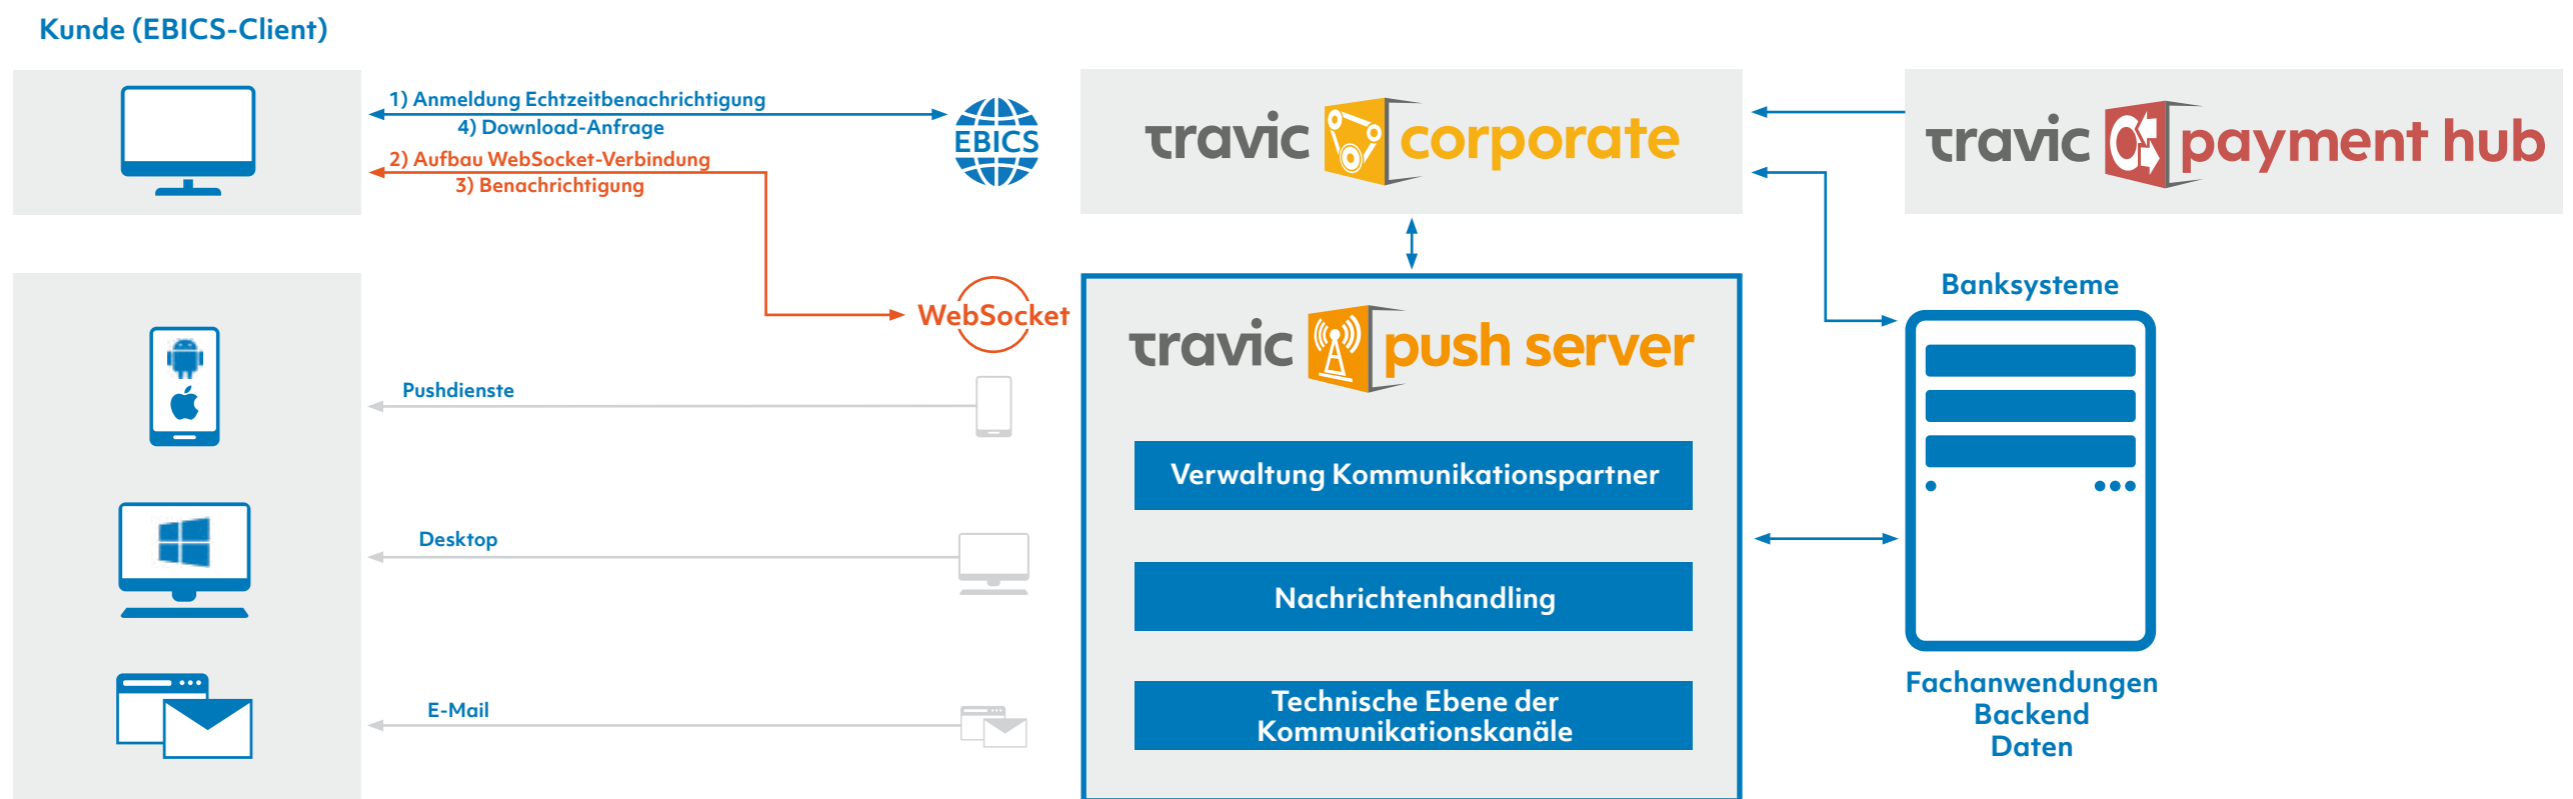 Kunde (EBICS-Client)
1) Anmeldung Echtzeitbenachrichtigung
4) Download-Anfrage
2) Aufbau WebSocket-Verbindung
3) Benachrichtigung
EBICS
travic corporate
travic payment hub
WebSocket
travic push server
Banksysteme
Pushdienste
Verwaltung Kommunikationspartner
Desktop
Nachrichtenhandling
E-Mail
Technische Ebene der
Kommunikationskanäle
Fachanwendungen
Backend
Daten